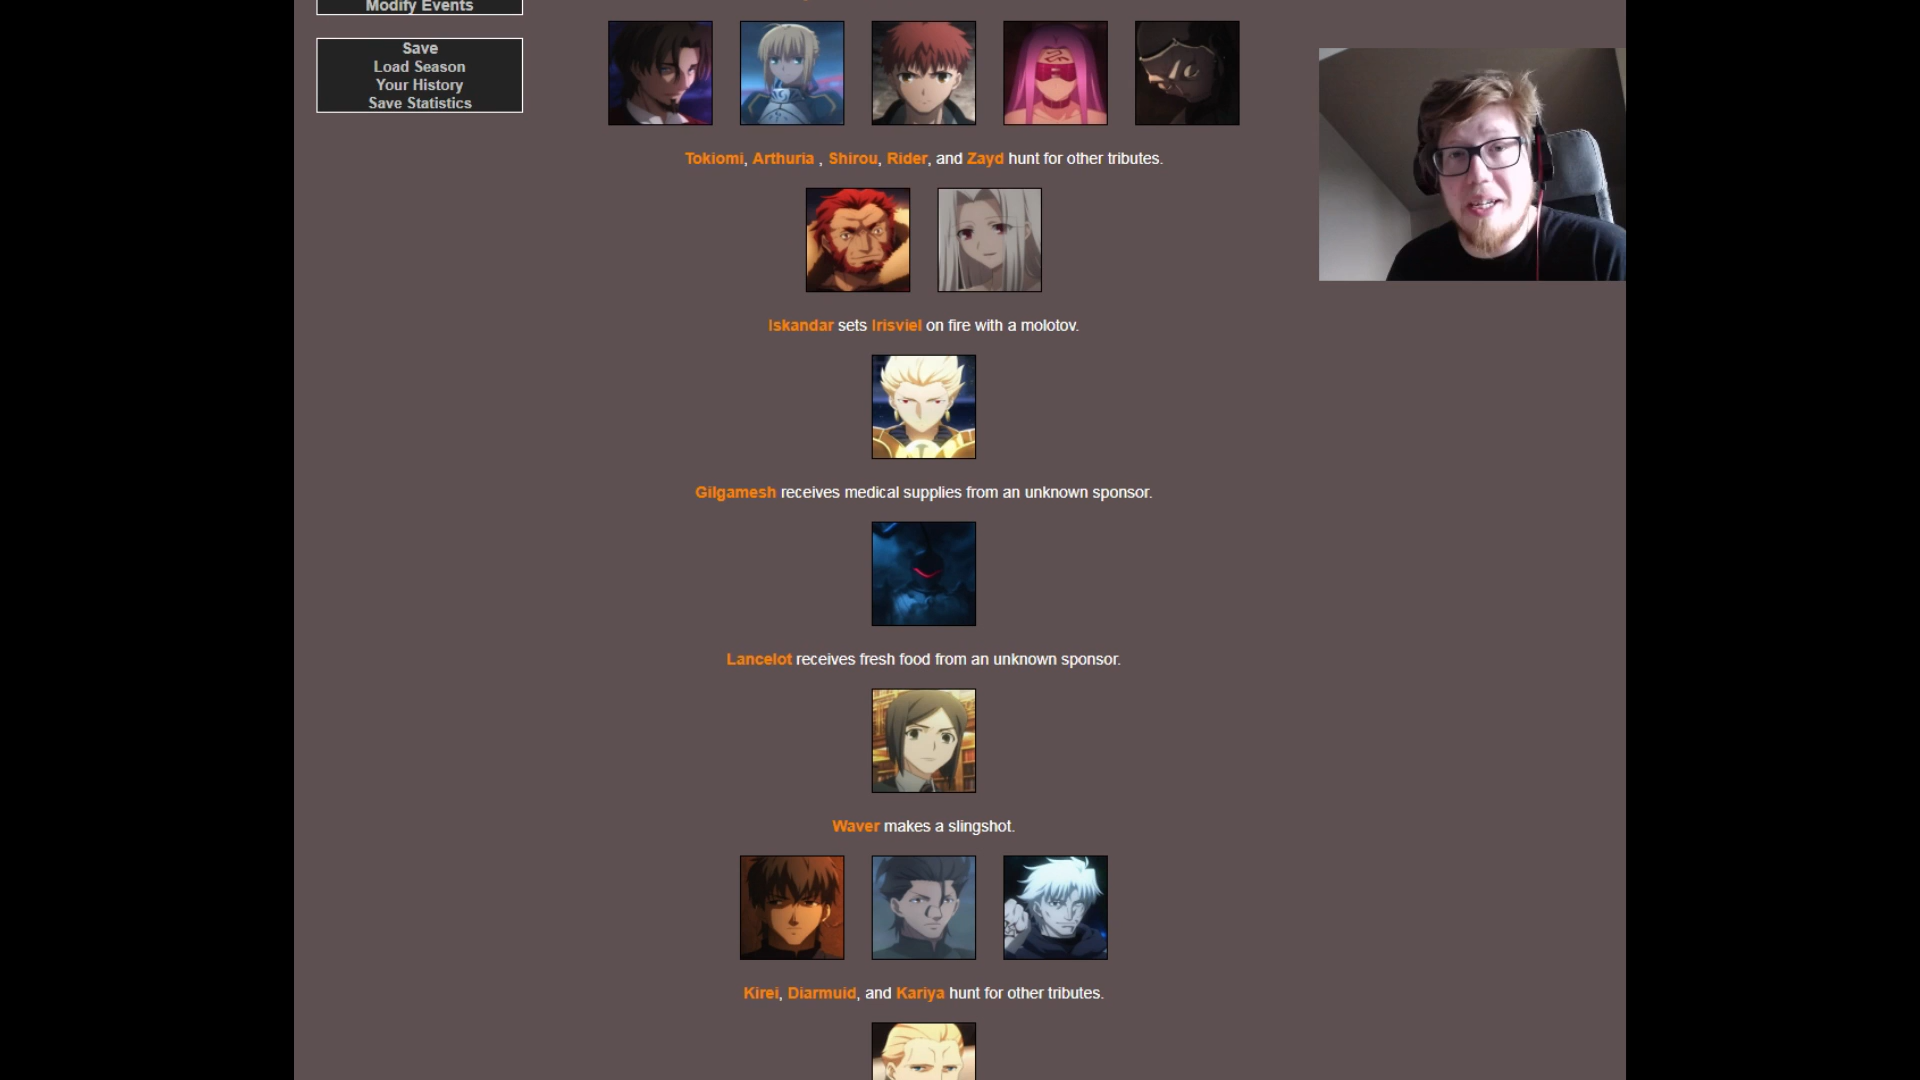 Modify Events
Save
Load Season
Your History
Save Statistics
Tokiomi, Arthuria , Shirou, Rider, and Zayd hunt for other tributes.
Iskandar sets Irisviel on fire with a molotov.
Gilgamesh receives medical supplies from an unknown sponsor.
Lancelot receives fresh food from an unknown sponsor.
Waver makes a slingshot.
Kirei, Diarmuid, and Kariya hunt for other tributes.